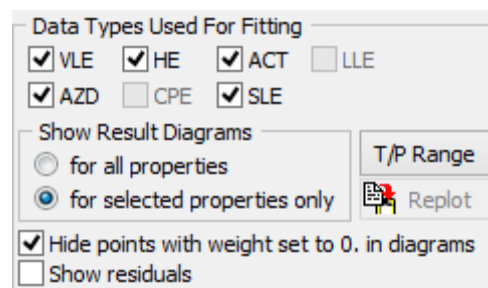 Data Types Used For Fitting
VLE HE ACT LLE
AZD CPE SLE
Show Result Diagrams
for all properties
for selected properties only
T/P Range
Replot
Hide points with weight set to 0. in diagrams
Show residuals